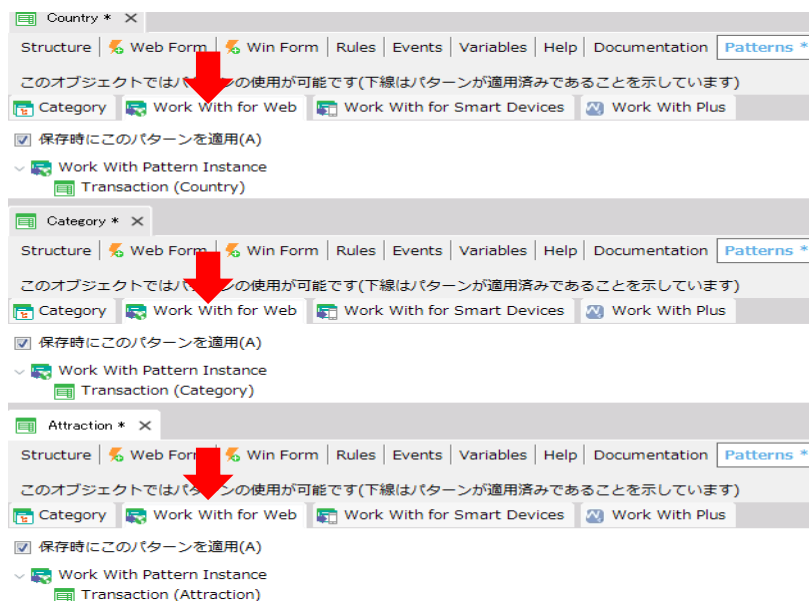 Country * ×
Structure Web Form Win Form Rules Events Variables Help Documentation Patterns *
このオブジェクトではパターンの使用が可能です(下線はパターンが適用済みであることを示しています)
Category Work With for Web Work With for Smart Devices Work With Plus
保存時にこのパターンを適用(A)
Work With Pattern Instance
Transaction (Country)
Category * ×
Structure Web Form Win Form Rules Events Variables Help Documentation Patterns *
このオブジェクトではパターンの使用が可能です(下線はパターンが適用済みであることを示しています)
Category Work With for Web Work With for Smart Devices Work With Plus
保存時にこのパターンを適用(A)
Work With Pattern Instance
Transaction (Category)
Attraction * ×
Structure Web Form Win Form Rules Events Variables Help Documentation Patterns *
このオブジェクトではパターンの使用が可能です(下線はパターンが適用済みであることを示しています)
Category Work With for Web Work With for Smart Devices Work With Plus
保存時にこのパターンを適用(A)
Work With Pattern Instance
Transaction (Attraction)